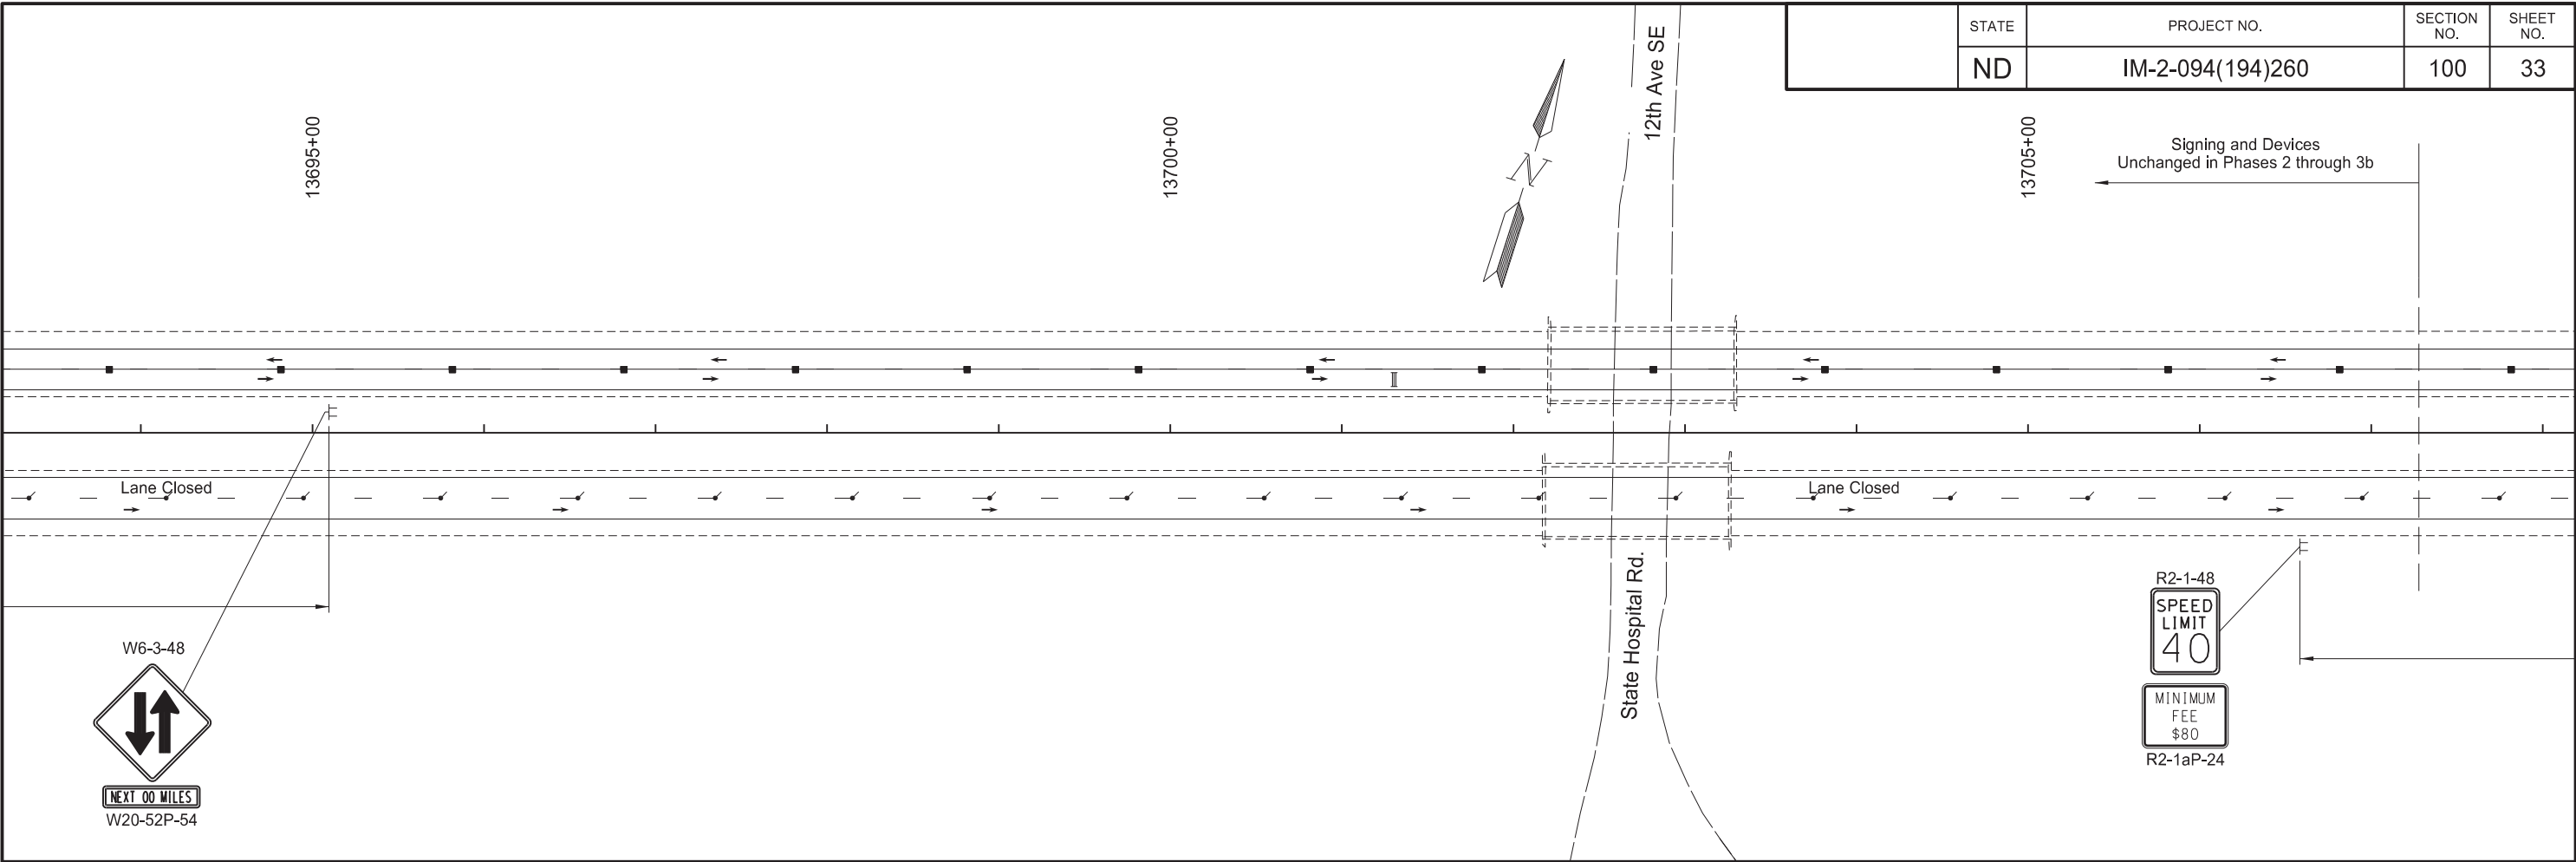 STATE
PROJECT NO.
SECTION
NO.
SHEET
NO.
ND
IM-2-094(194)260
100
33
13695+00
13700+00
N
12th Ave SE
13705+00
Signing and Devices
Unchanged in Phases 2 through 3b
Lane Closed
Lane Closed
State Hospital Rd.
W6-3-48
NEXT 00 MILES
W20-52P-54
R2-1-48
SPEED
LIMIT
40
MINIMUM
FEE
$80
R2-1aP-24